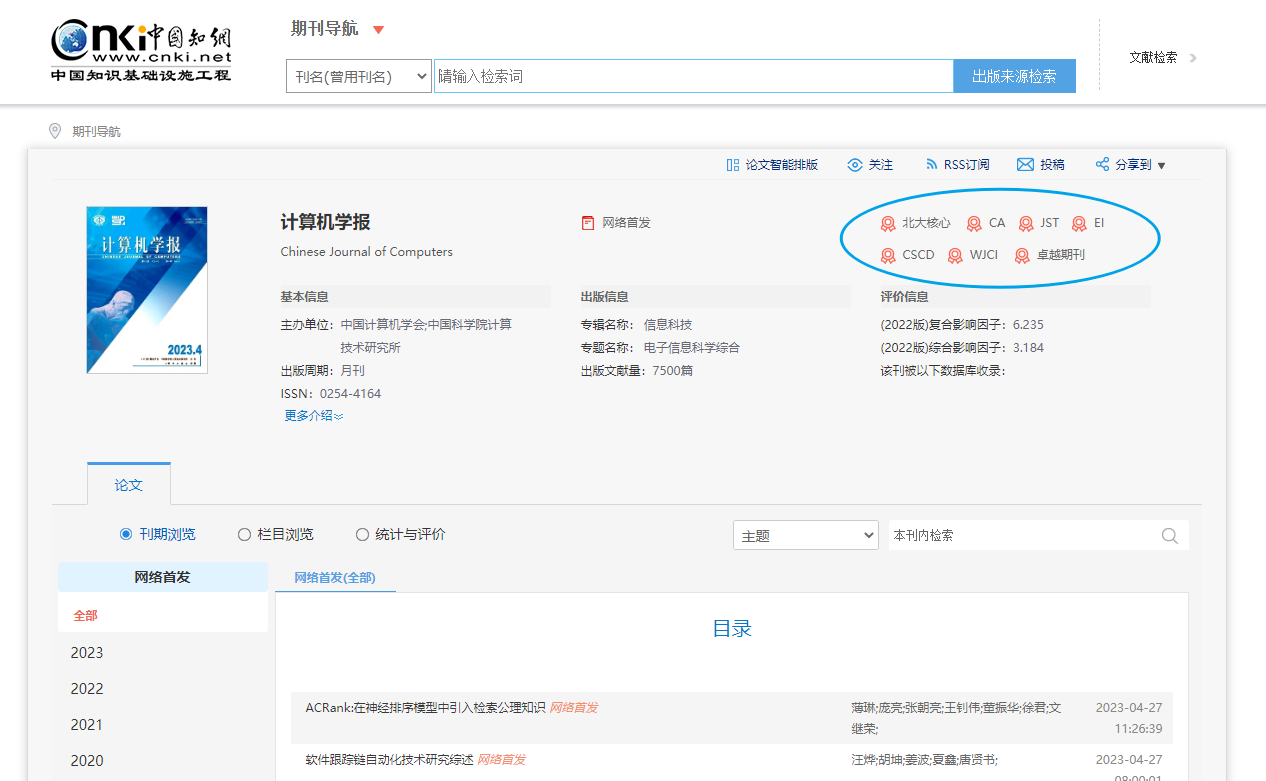 cnki中国知網
www.cnki.net
中国知识基础设施工程
期刊导航
刊名(曾用刊名)
请输入检索词
出版来源检索
文献检索
期刊导航
论文智能排版 关注 RSS订阅 投稿 分享到
计算机学报
CHINESE JOURNAL OF COMPUTERS
2023.4
计算机学报
Chinese Journal of Computers
网络首发
北大核心 CA JST EI
CSCD WJCI 卓越期刊
基本信息
主办单位：中国计算机学会;中国科学院计算
技术研究所
出版周期：月刊
ISSN：0254-4164
更多介绍
出版信息
专辑名称：信息科技
专题名称：电子信息科学综合
出版文献量：7500篇
评价信息
(2022版)复合影响因子：6.235
(2022版)综合影响因子：3.184
该刊被以下数据库收录：
论文
刊期浏览 栏目浏览 统计与评价
主题
本刊内检索
网络首发
全部
2023
2022
2021
2020
网络首发(全部)
目录
ACRank:在神经排序模型中引入检索公理知识 网络首发
薄琳;庞亮;张朝亮;王钊伟;董振华;徐君;文
继荣;
2023-04-27
11:26:39
软件跟踪链自动化技术研究综述 网络首发
汪烨;胡坤;姜波;夏鑫;唐贤书;
2023-04-27
08:00:01